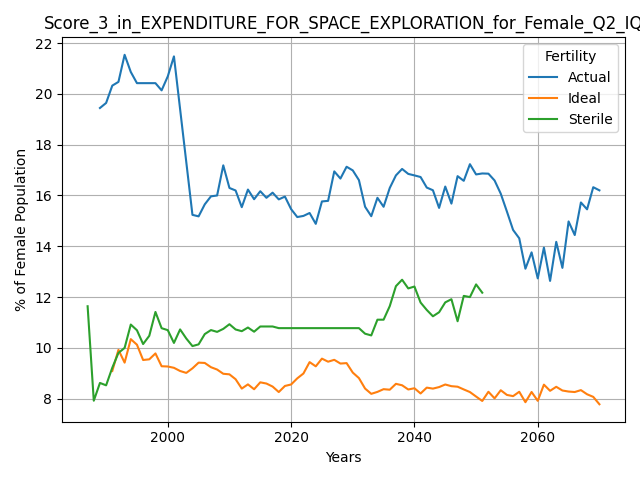 Score_3_in_EXPENDITURE_FOR_SPACE_EXPLORATION_for_Female_Q2_IQ
Fertility
Actual
Ideal
Sterile
% of Female Population
22
20
18
16
14
12
10
8
2000 2020 2040 2060
Years